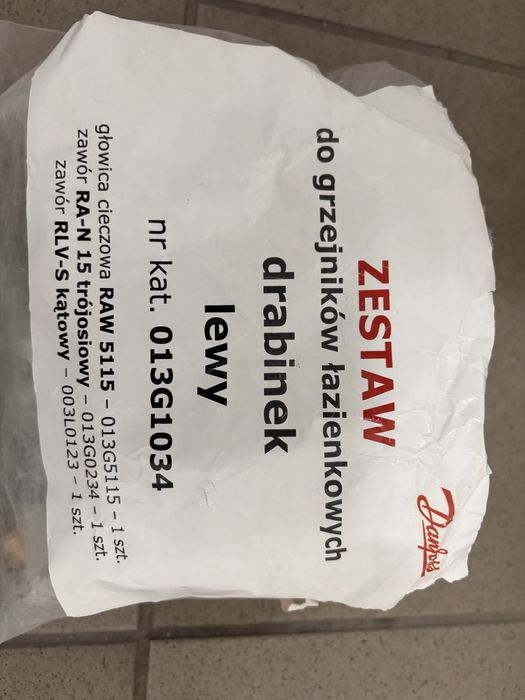 Danfoss
ZESTAW
do grzejników łazienkowych
drabinek
lewy
nr kat. 013G1034
głowica cieczowa RAW 5115 – 013G5115 – 1 szt.
zawór RA-N 15 trójosiowy – 013G0234 – 1 szt.
zawór RLV-S kątowy – 003L0123 – 1 szt.